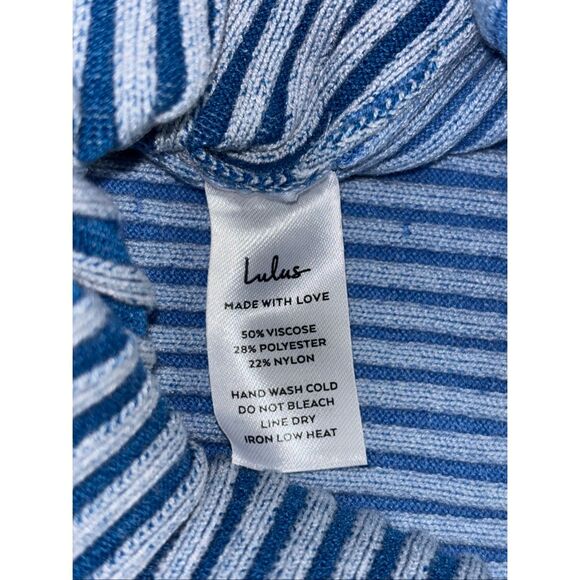 Lulus
MADE WITH LOVE
50% VISCOSE
28% POLYESTER
22% NYLON
HAND WASH COLD
DO NOT BLEACH
LINE DRY
IRON LOW HEAT